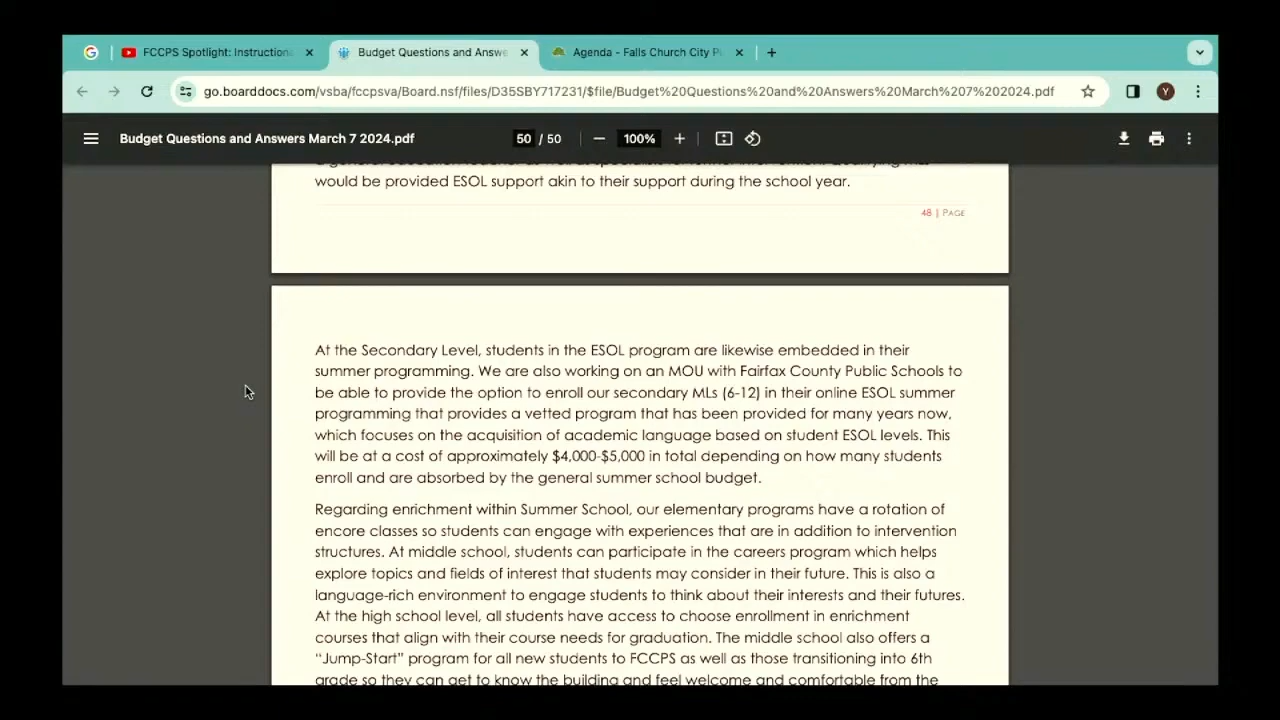 FCCPS Spotlight: Instructiona
Budget Questions and Answe
Agenda - Falls Church City Pu
go.boarddocs.com/vsba/fccpsva/Board.nsf/files/D35SBY717231/$file/Budget%20Questions%20and%20Answers%20March%207%202024.pdf
Y
Budget Questions and Answers March 7 2024.pdf
50 / 50
100%
would be provided ESOL support akin to their support during the school year.
48 | PAGE
At the Secondary Level, students in the ESOL program are likewise embedded in their
summer programming. We are also working on an MOU with Fairfax County Public Schools to
be able to provide the option to enroll our secondary MLs (6-12) in their online ESOL summer
programming that provides a vetted program that has been provided for many years now,
which focuses on the acquisition of academic language based on student ESOL levels. This
will be at a cost of approximately $4,000-$5,000 in total depending on how many students
enroll and are absorbed by the general summer school budget.
Regarding enrichment within Summer School, our elementary programs have a rotation of
encore classes so students can engage with experiences that are in addition to intervention
structures. At middle school, students can participate in the careers program which helps
explore topics and fields of interest that students may consider in their future. This is also a
language-rich environment to engage students to think about their interests and their futures.
At the high school level, all students have access to choose enrollment in enrichment
courses that align with their course needs for graduation. The middle school also offers a
“Jump-Start” program for all new students to FCCPS as well as those transitioning into 6th
grade so they can get to know the building and feel welcome and comfortable from the